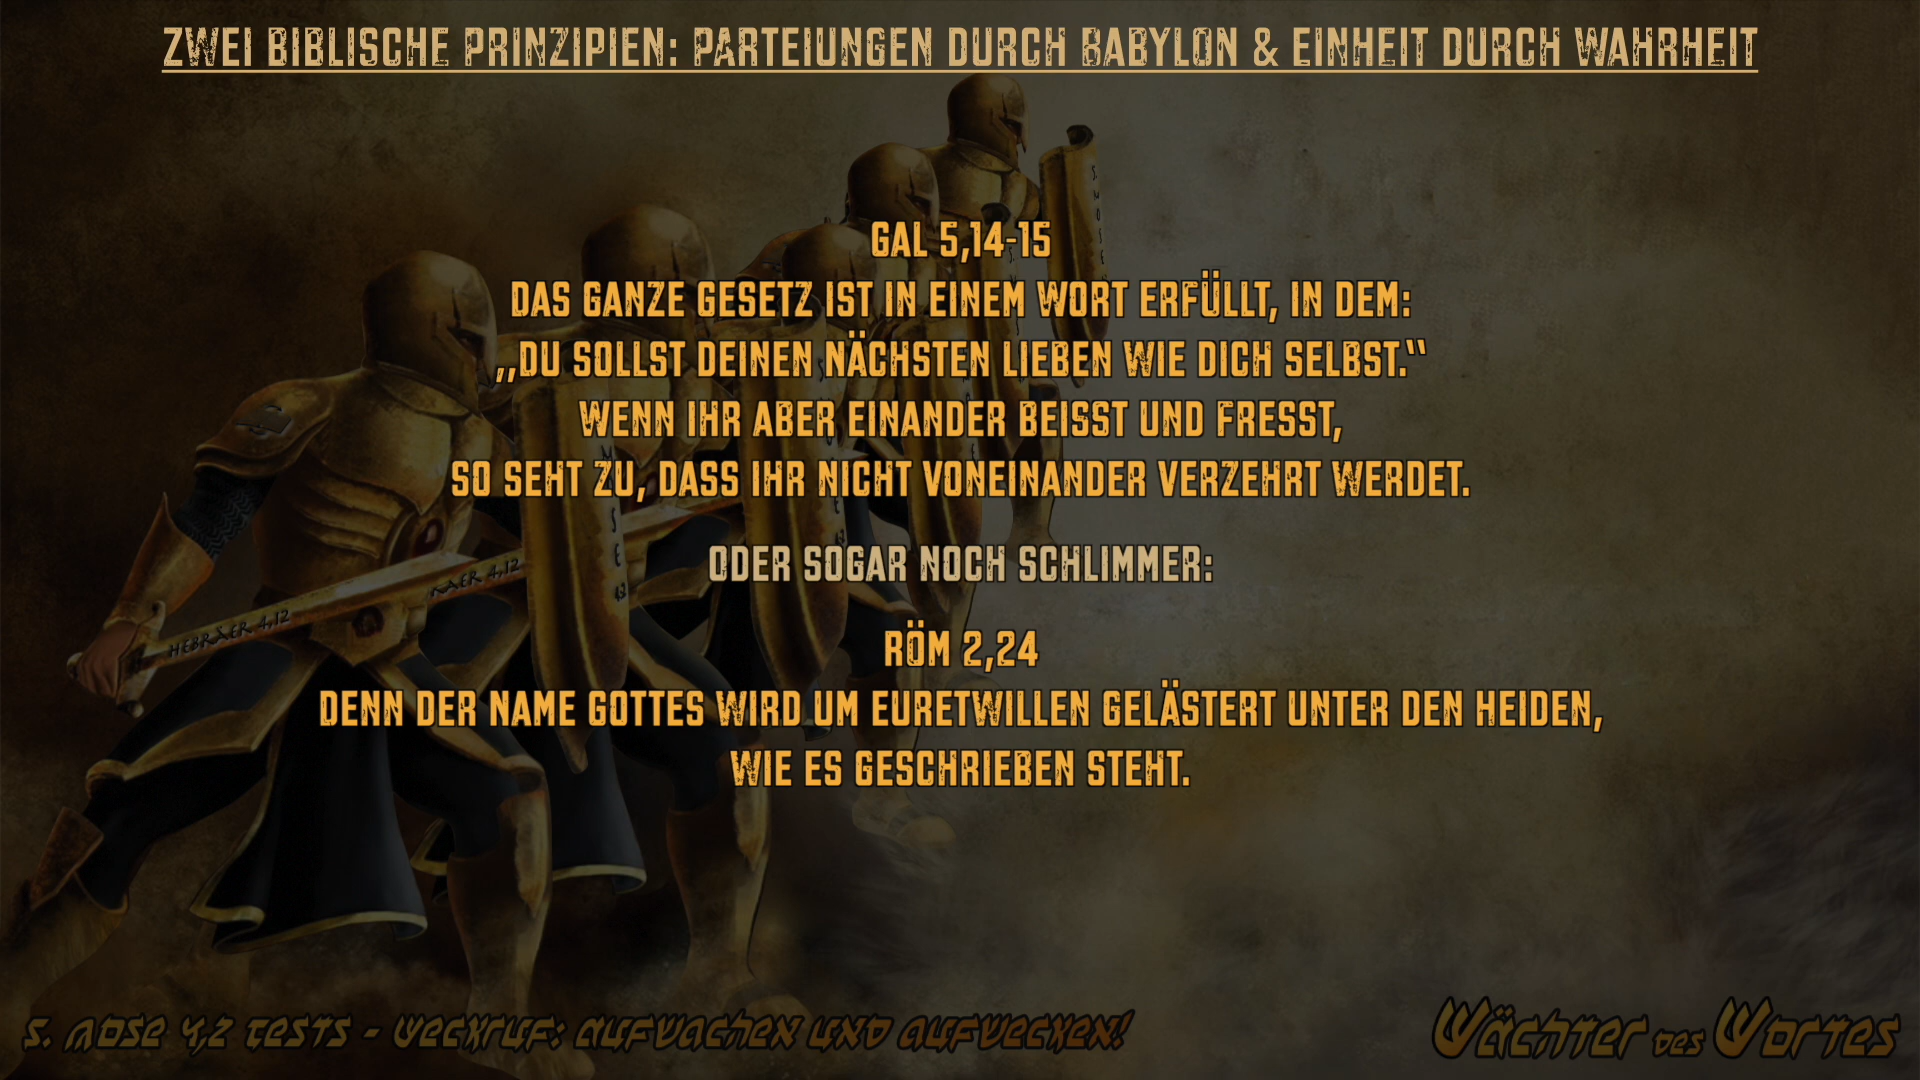 ZWEI BIBLISCHE PRINZIPIEN: PARTEIUNGEN DURCH BABYLON & EINHEIT DURCH WAHRHEIT
GAL 5,14-15
DAS GANZE GESETZ IST IN EINEM WORT ERFÜLLT, IN DEM:
„DU SOLLST DEINEN NÄCHSTEN LIEBEN WIE DICH SELBST.“
WENN IHR ABER EINANDER BEISST UND FRESST,
SO SEHT ZU, DASS IHR NICHT VONEINANDER VERZEHRT WERDET.
ODER SOGAR NOCH SCHLIMMER:
RÖM 2,24
DENN DER NAME GOTTES WIRD UM EURETWILLEN GELÄSTERT UNTER DEN HEIDEN,
WIE ES GESCHRIEBEN STEHT.
HEBRÄER 4,12
5. MOSE 4,2 TESTS - WECKRUF: AUFWACHEN UND AUFWECKEN!
WÄCHTER DES WORTES